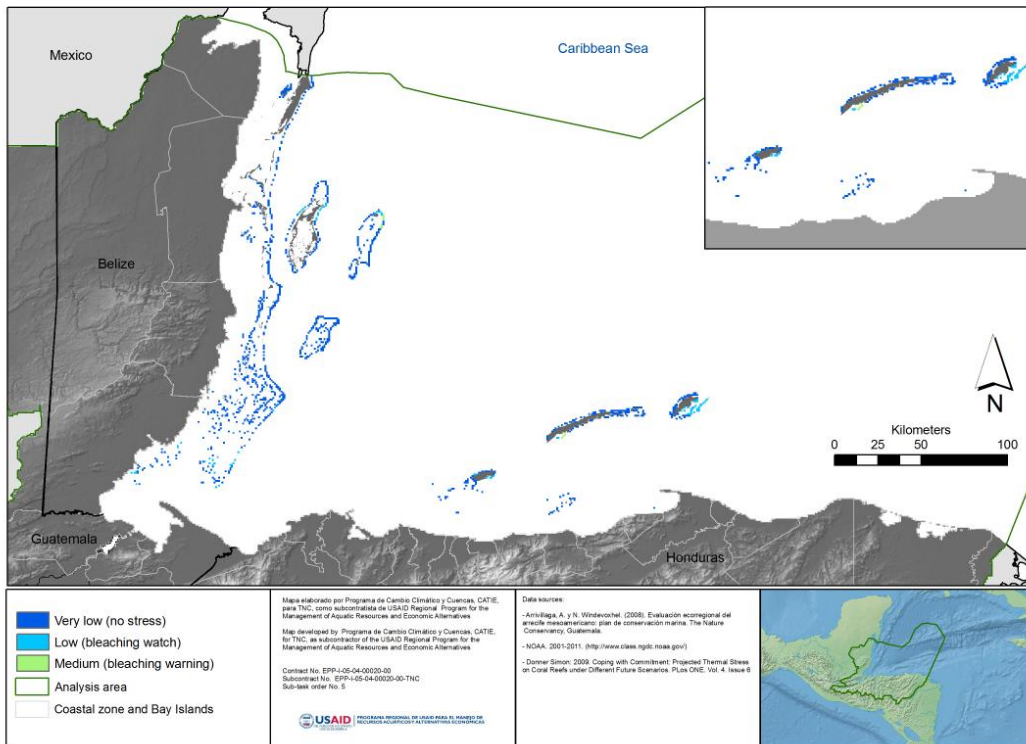 Mexico
Caribbean Sea
Belize
N
Kilometers
0 25 50 100
Guatemala
Honduras
Very low (no stress)
Low (bleaching watch)
Medium (bleaching warning)
Analysis area
Coastal zone and Bay Islands
Mapa elaborado por Programa de Cambio Climático y Cuencas, CATIE,
para TNC, como subcontratista de USAID Regional Program for the
Management of Aquatic Resources and Economic Alternatives
Map developed by Programa de Cambio Climático y Cuencas, CATIE,
for TNC, as subcontractor of the USAID Regional Program for the
Management of Aquatic Resources and Economic Alternatives
Contract No. EPP-I-05-04-00020-00
Subcontract No. EPP-I-05-04-00020-00-TNC
Sub-task order No. 5
USAID
PROGRAMA REGIONAL DE USAID PARA EL MANEJO DE
RECURSOS ACUÁTICOS Y ALTERNATIVAS ECONÓMICAS
Data sources:
- Arrivillaga, A. y N. Windevoxhel. (2008). Evaluación ecorregional del
arrecife mesoamericano: plan de conservación marina. The Nature
Conservancy, Guatemala.
- NOAA. 2001-2011. (http://www.class.ngdc.noaa.gov/)
- Donner Simon: 2009. Coping with Commitment: Projected Thermal Stress
on Coral Reefs under Different Future Scenarios. PLos ONE. Vol. 4. Issue 6